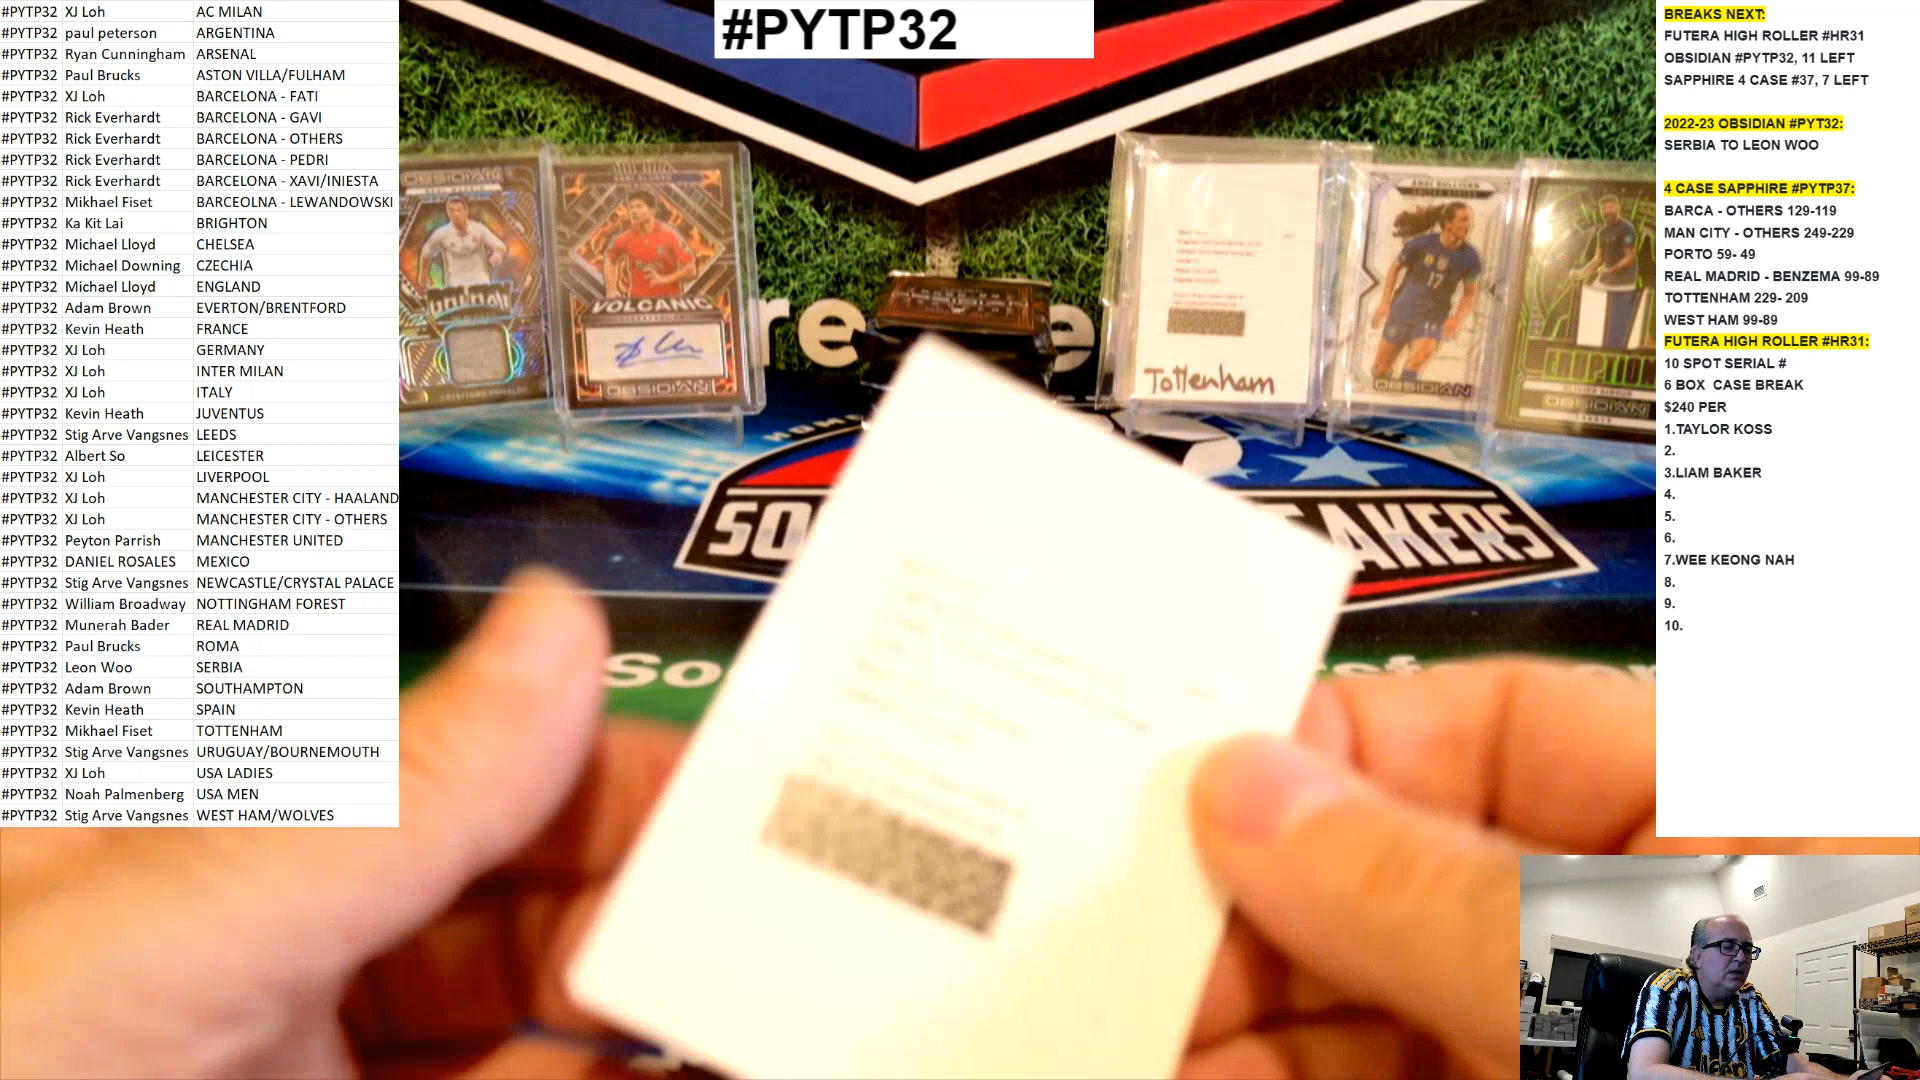 #PYTP32 XJ Loh AC MILAN
#PYTP32 paul peterson ARGENTINA
#PYTP32 Ryan Cunningham ARSENAL
#PYTP32 Paul Brucks ASTON VILLA/FULHAM
#PYTP32 XJ Loh BARCELONA - FATI
#PYTP32 Rick Everhardt BARCELONA - GAVI
#PYTP32 Rick Everhardt BARCELONA - OTHERS
#PYTP32 Rick Everhardt BARCELONA - PEDRI
#PYTP32 Rick Everhardt BARCELONA - XAVI/INIESTA
#PYTP32 Mikhael Fiset BARCEOLNA - LEWANDOWSKI
#PYTP32 Ka Kit Lai BRIGHTON
#PYTP32 Michael Lloyd CHELSEA
#PYTP32 Michael Downing CZECHIA
#PYTP32 Michael Lloyd ENGLAND
#PYTP32 Adam Brown EVERTON/BRENTFORD
#PYTP32 Kevin Heath FRANCE
#PYTP32 XJ Loh GERMANY
#PYTP32 XJ Loh INTER MILAN
#PYTP32 XJ Loh ITALY
#PYTP32 Kevin Heath JUVENTUS
#PYTP32 Stig Arve Vangsnes LEEDS
#PYTP32 Albert So LEICESTER
#PYTP32 XJ Loh LIVERPOOL
#PYTP32 XJ Loh MANCHESTER CITY - HAALAND
#PYTP32 XJ Loh MANCHESTER CITY - OTHERS
#PYTP32 Peyton Parrish MANCHESTER UNITED
#PYTP32 DANIEL ROSALES MEXICO
#PYTP32 Stig Arve Vangsnes NEWCASTLE/CRYSTAL PALACE
#PYTP32 William Broadway NOTTINGHAM FOREST
#PYTP32 Munerah Bader REAL MADRID
#PYTP32 Paul Brucks ROMA
#PYTP32 Leon Woo SERBIA
#PYTP32 Adam Brown SOUTHAMPTON
#PYTP32 Kevin Heath SPAIN
#PYTP32 Mikhael Fiset TOTTENHAM
#PYTP32 Stig Arve Vangsnes URUGUAY/BOURNEMOUTH
#PYTP32 XJ Loh USA LADIES
#PYTP32 Noah Palmenberg USA MEN
#PYTP32 Stig Arve Vangsnes WEST HAM/WOLVES
#PYTP32
OBSIDIAN
VOLCANIC
OBSIDIAN
re
e
Tottenham
17
OBSIDIAN
ERUPTION
OBSIDIAN
SO
AKERS
So
BREAKS NEXT:
FUTERA HIGH ROLLER #HR31
OBSIDIAN #PYTP32, 11 LEFT
SAPPHIRE 4 CASE #37, 7 LEFT
2022-23 OBSIDIAN #PYT32:
SERBIA TO LEON WOO
4 CASE SAPPHIRE #PYTP37:
BARCA - OTHERS 129-119
MAN CITY - OTHERS 249-229
PORTO 59- 49
REAL MADRID - BENZEMA 99-89
TOTTENHAM 229- 209
WEST HAM 99-89
FUTERA HIGH ROLLER #HR31:
10 SPOT SERIAL #
6 BOX CASE BREAK
$240 PER
1.TAYLOR KOSS
2.
3.LIAM BAKER
4.
5.
6.
7.WEE KEONG NAH
8.
9.
10.